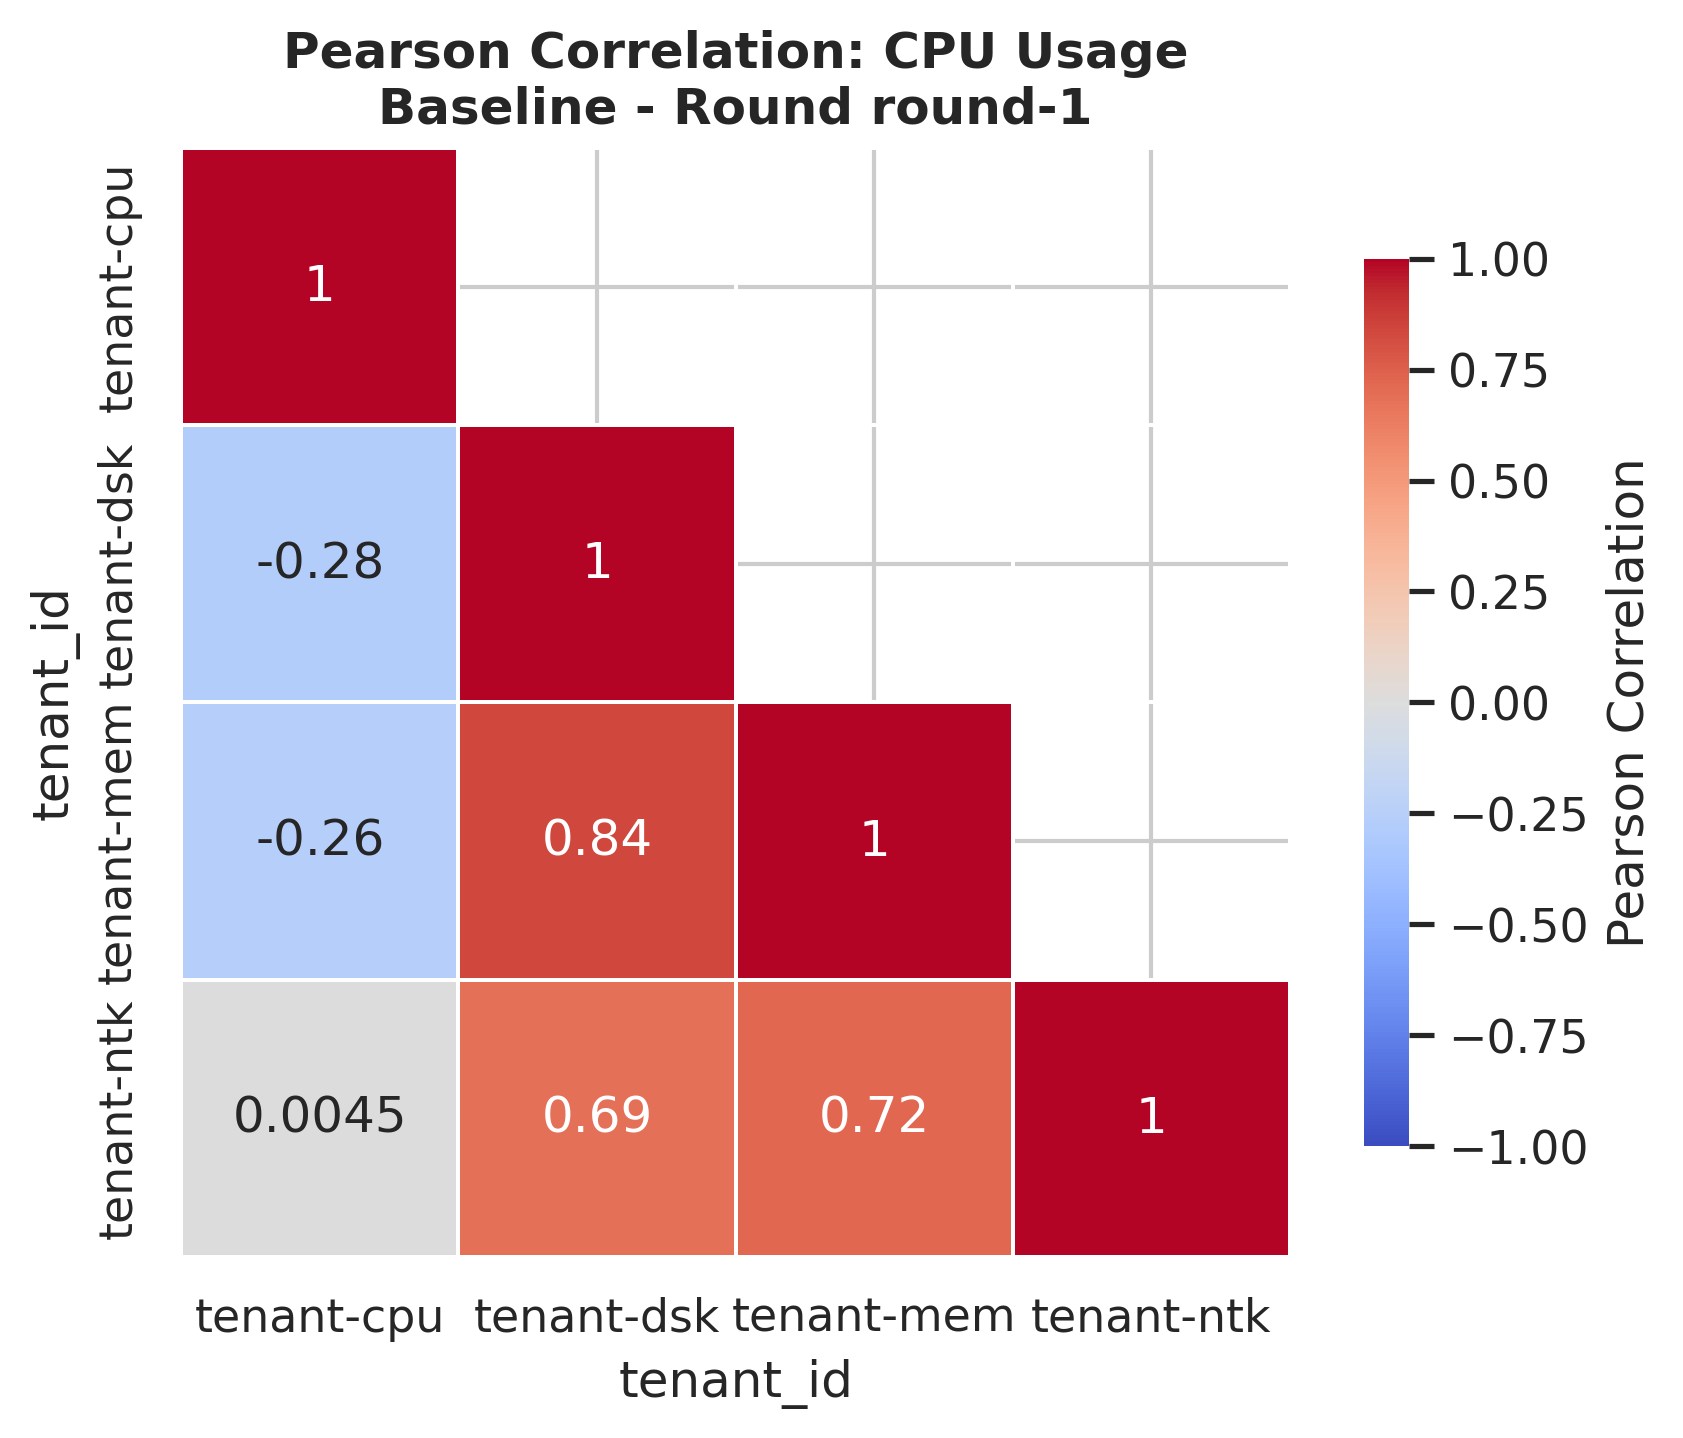 Pearson Correlation: CPU Usage
Baseline - Round round-1
tenant_id
tenant-cpu
tenant-dsk
tenant-mem
tenant-ntk
1
-0.28
1
-0.26
0.84
1
0.0045
0.69
0.72
1
tenant-cpu
tenant-dsk
tenant-mem
tenant-ntk
tenant_id
1.00
0.75
0.50
0.25
0.00
−0.25
−0.50
−0.75
−1.00
Pearson Correlation